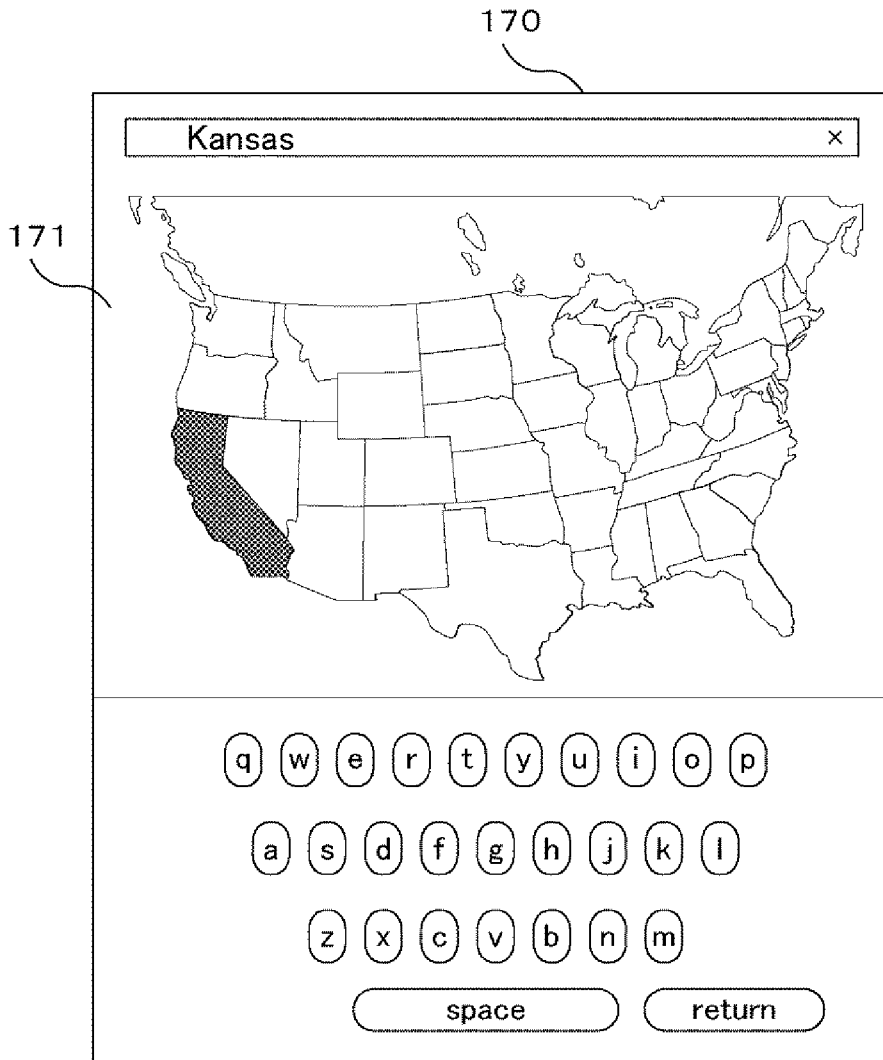 170
Kansas ×
171
q w e r t y u i o p
a s d f g h j k l
z x c v b n m
space return